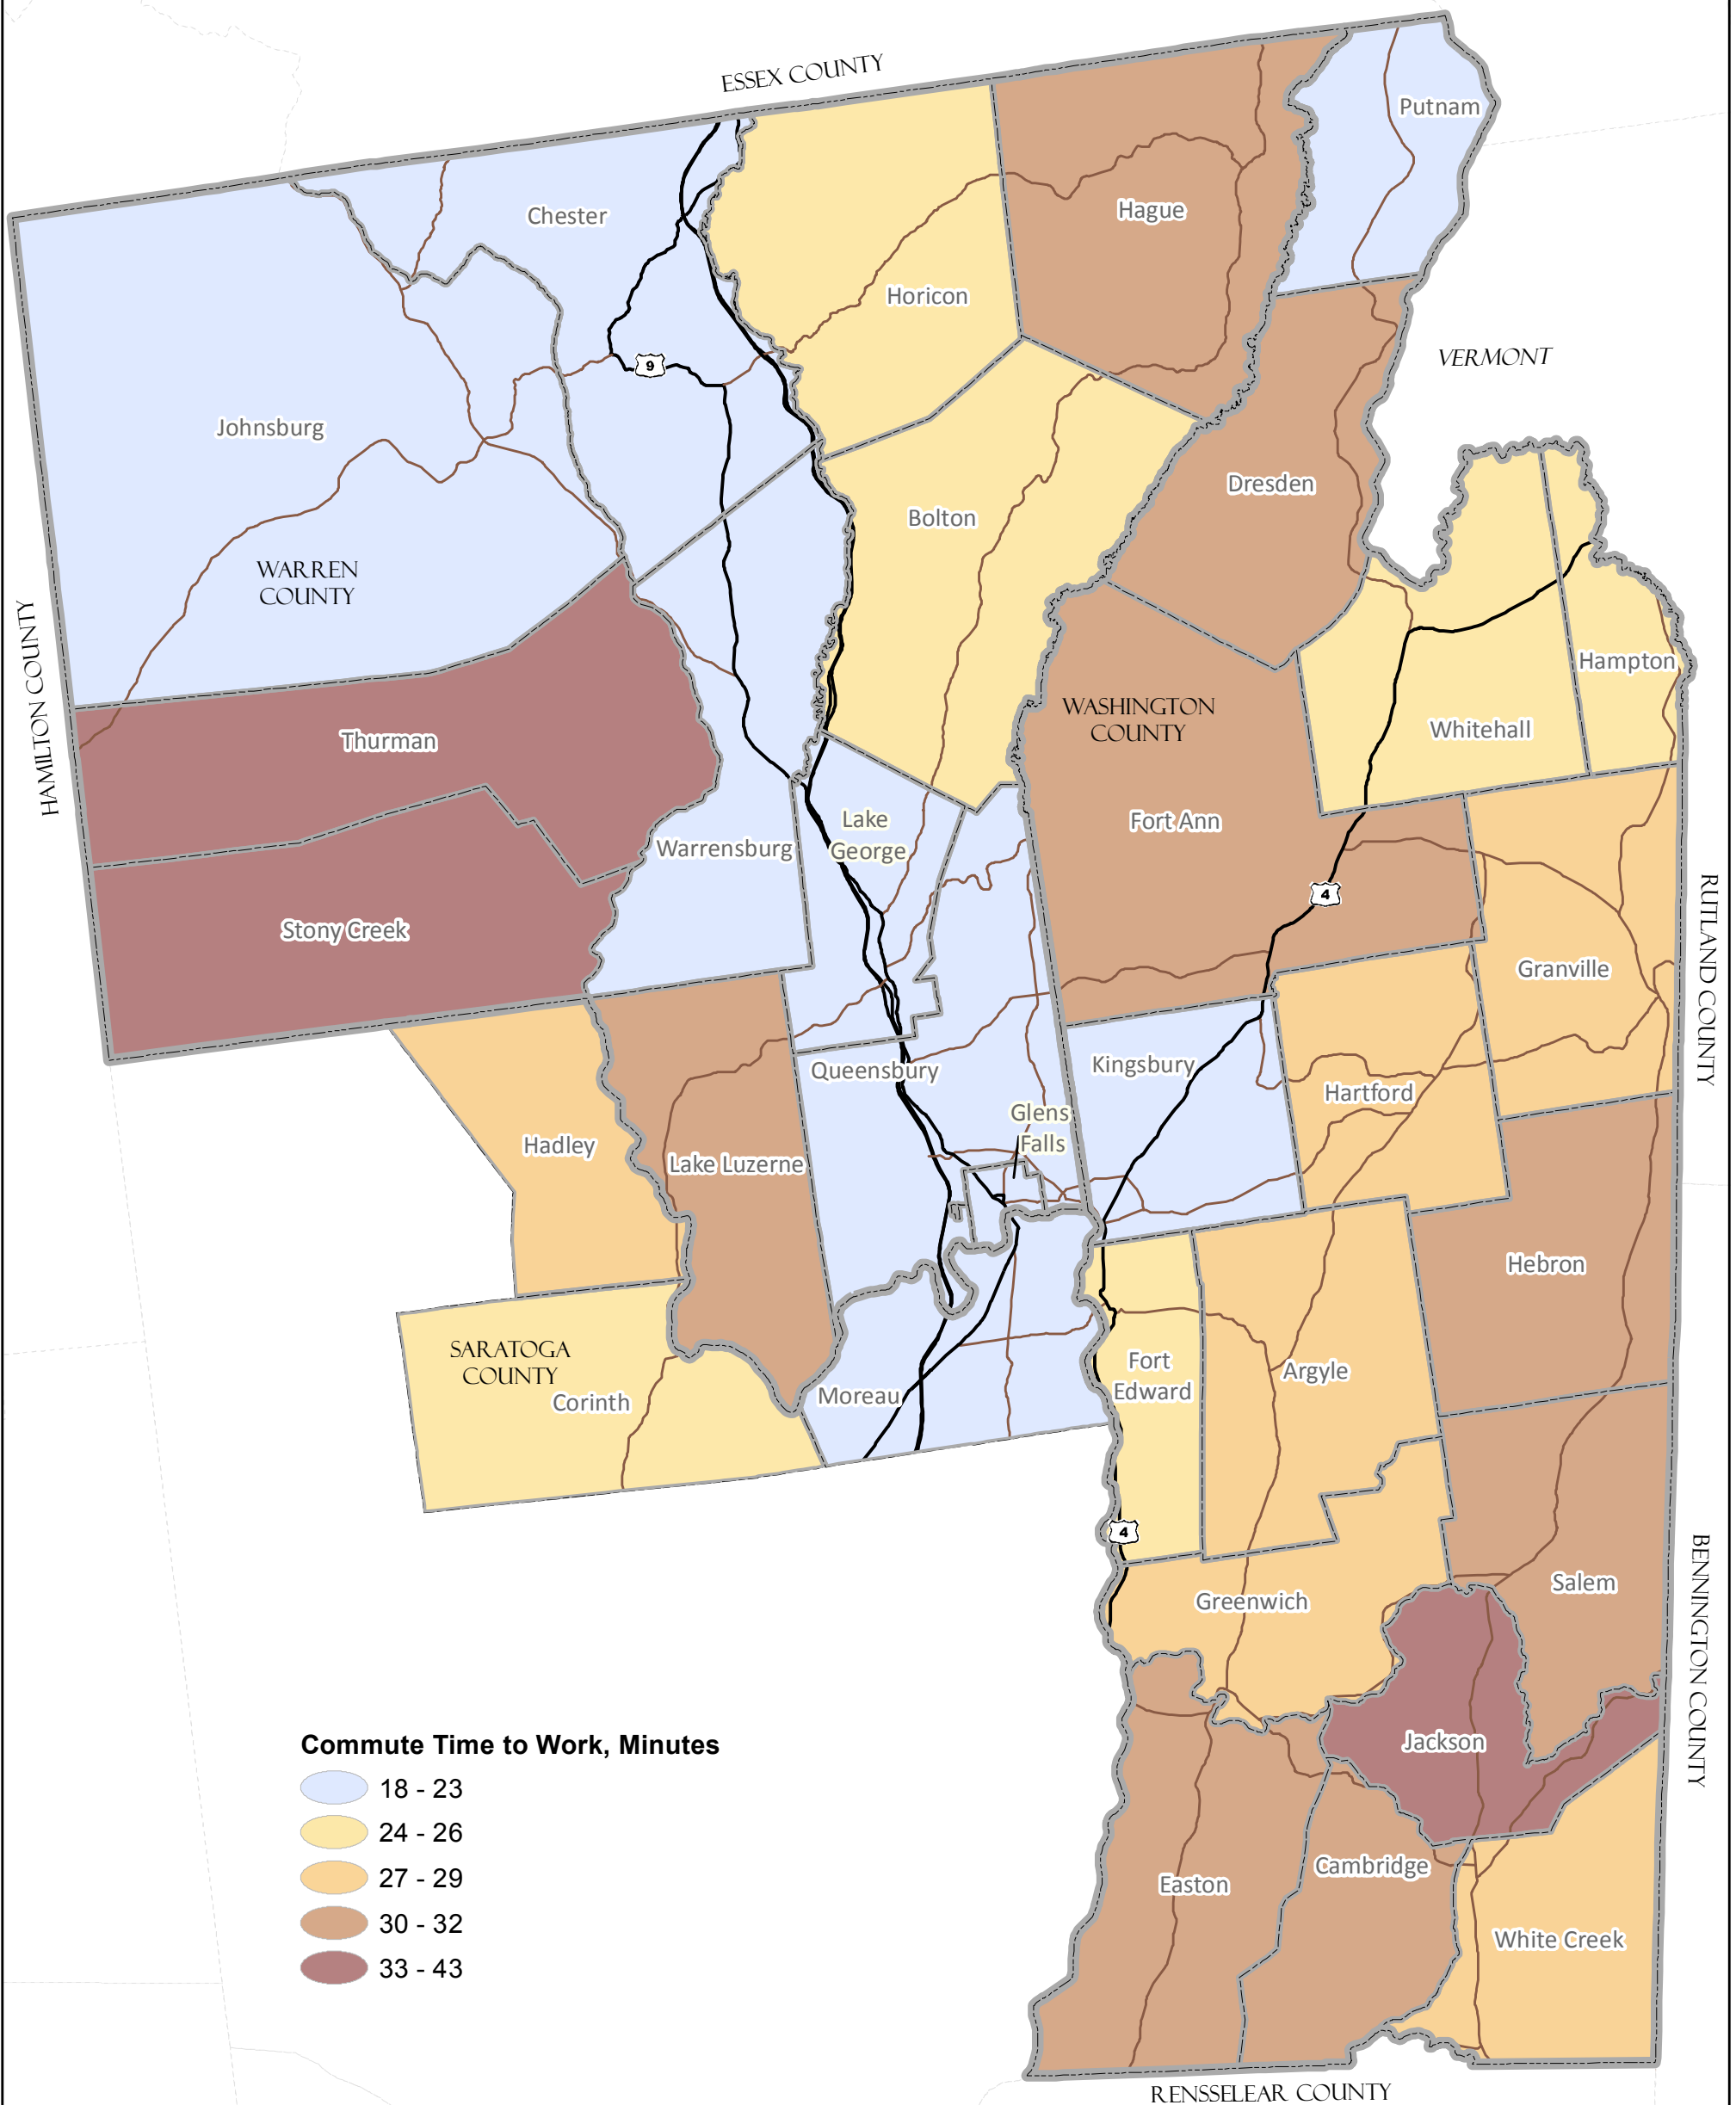 ESSEX COUNTY
Putnam
Chester
Hague
Horicon
VERMONT
9
Johnsburg
Dresden
Bolton
WARREN
COUNTY
HAMILTON COUNTY
Hampton
WASHINGTON
COUNTY
Whitehall
Thurman
Lake
George
Fort Ann
Warrensburg
4
RUTLAND COUNTY
Stony Creek
Granville
Kingsbury
Queensbury
Hartford
Glens
Falls
Hadley
Lake Luzerne
Hebron
SARATOGA
COUNTY
Fort
Edward
Argyle
Moreau
Corinth
4
BENNINGTON COUNTY
Salem
Greenwich
Jackson
Commute Time to Work, Minutes
18 - 23
24 - 26
27 - 29
30 - 32
33 - 43
Cambridge
Easton
White Creek
RENSSELEAR COUNTY